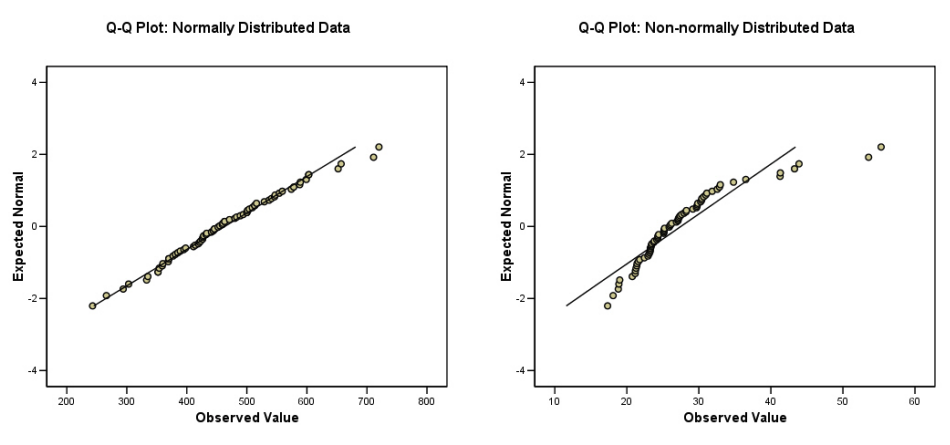 Q-Q Plot: Normally Distributed Data
4
2
0
-2
-4
Expected Normal
200 300 400 500 600 700 800
Observed Value
Q-Q Plot: Non-normally Distributed Data
4
2
0
-2
-4
Expected Normal
10 20 30 40 50 60
Observed Value